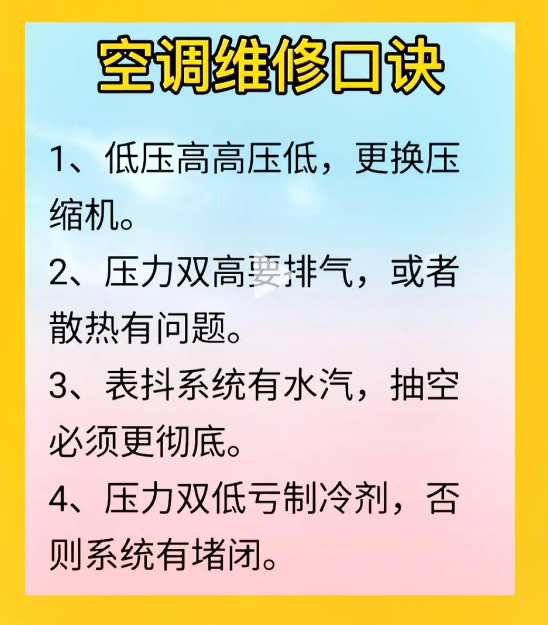 空调维修口诀
1、低压高高压低，更换压
缩机。
2、压力双高要排气，或者
散热有问题。
3、表抖系统有水汽，抽空
必须更彻底。
4、压力双低亏制冷剂，否
则系统有堵闭。